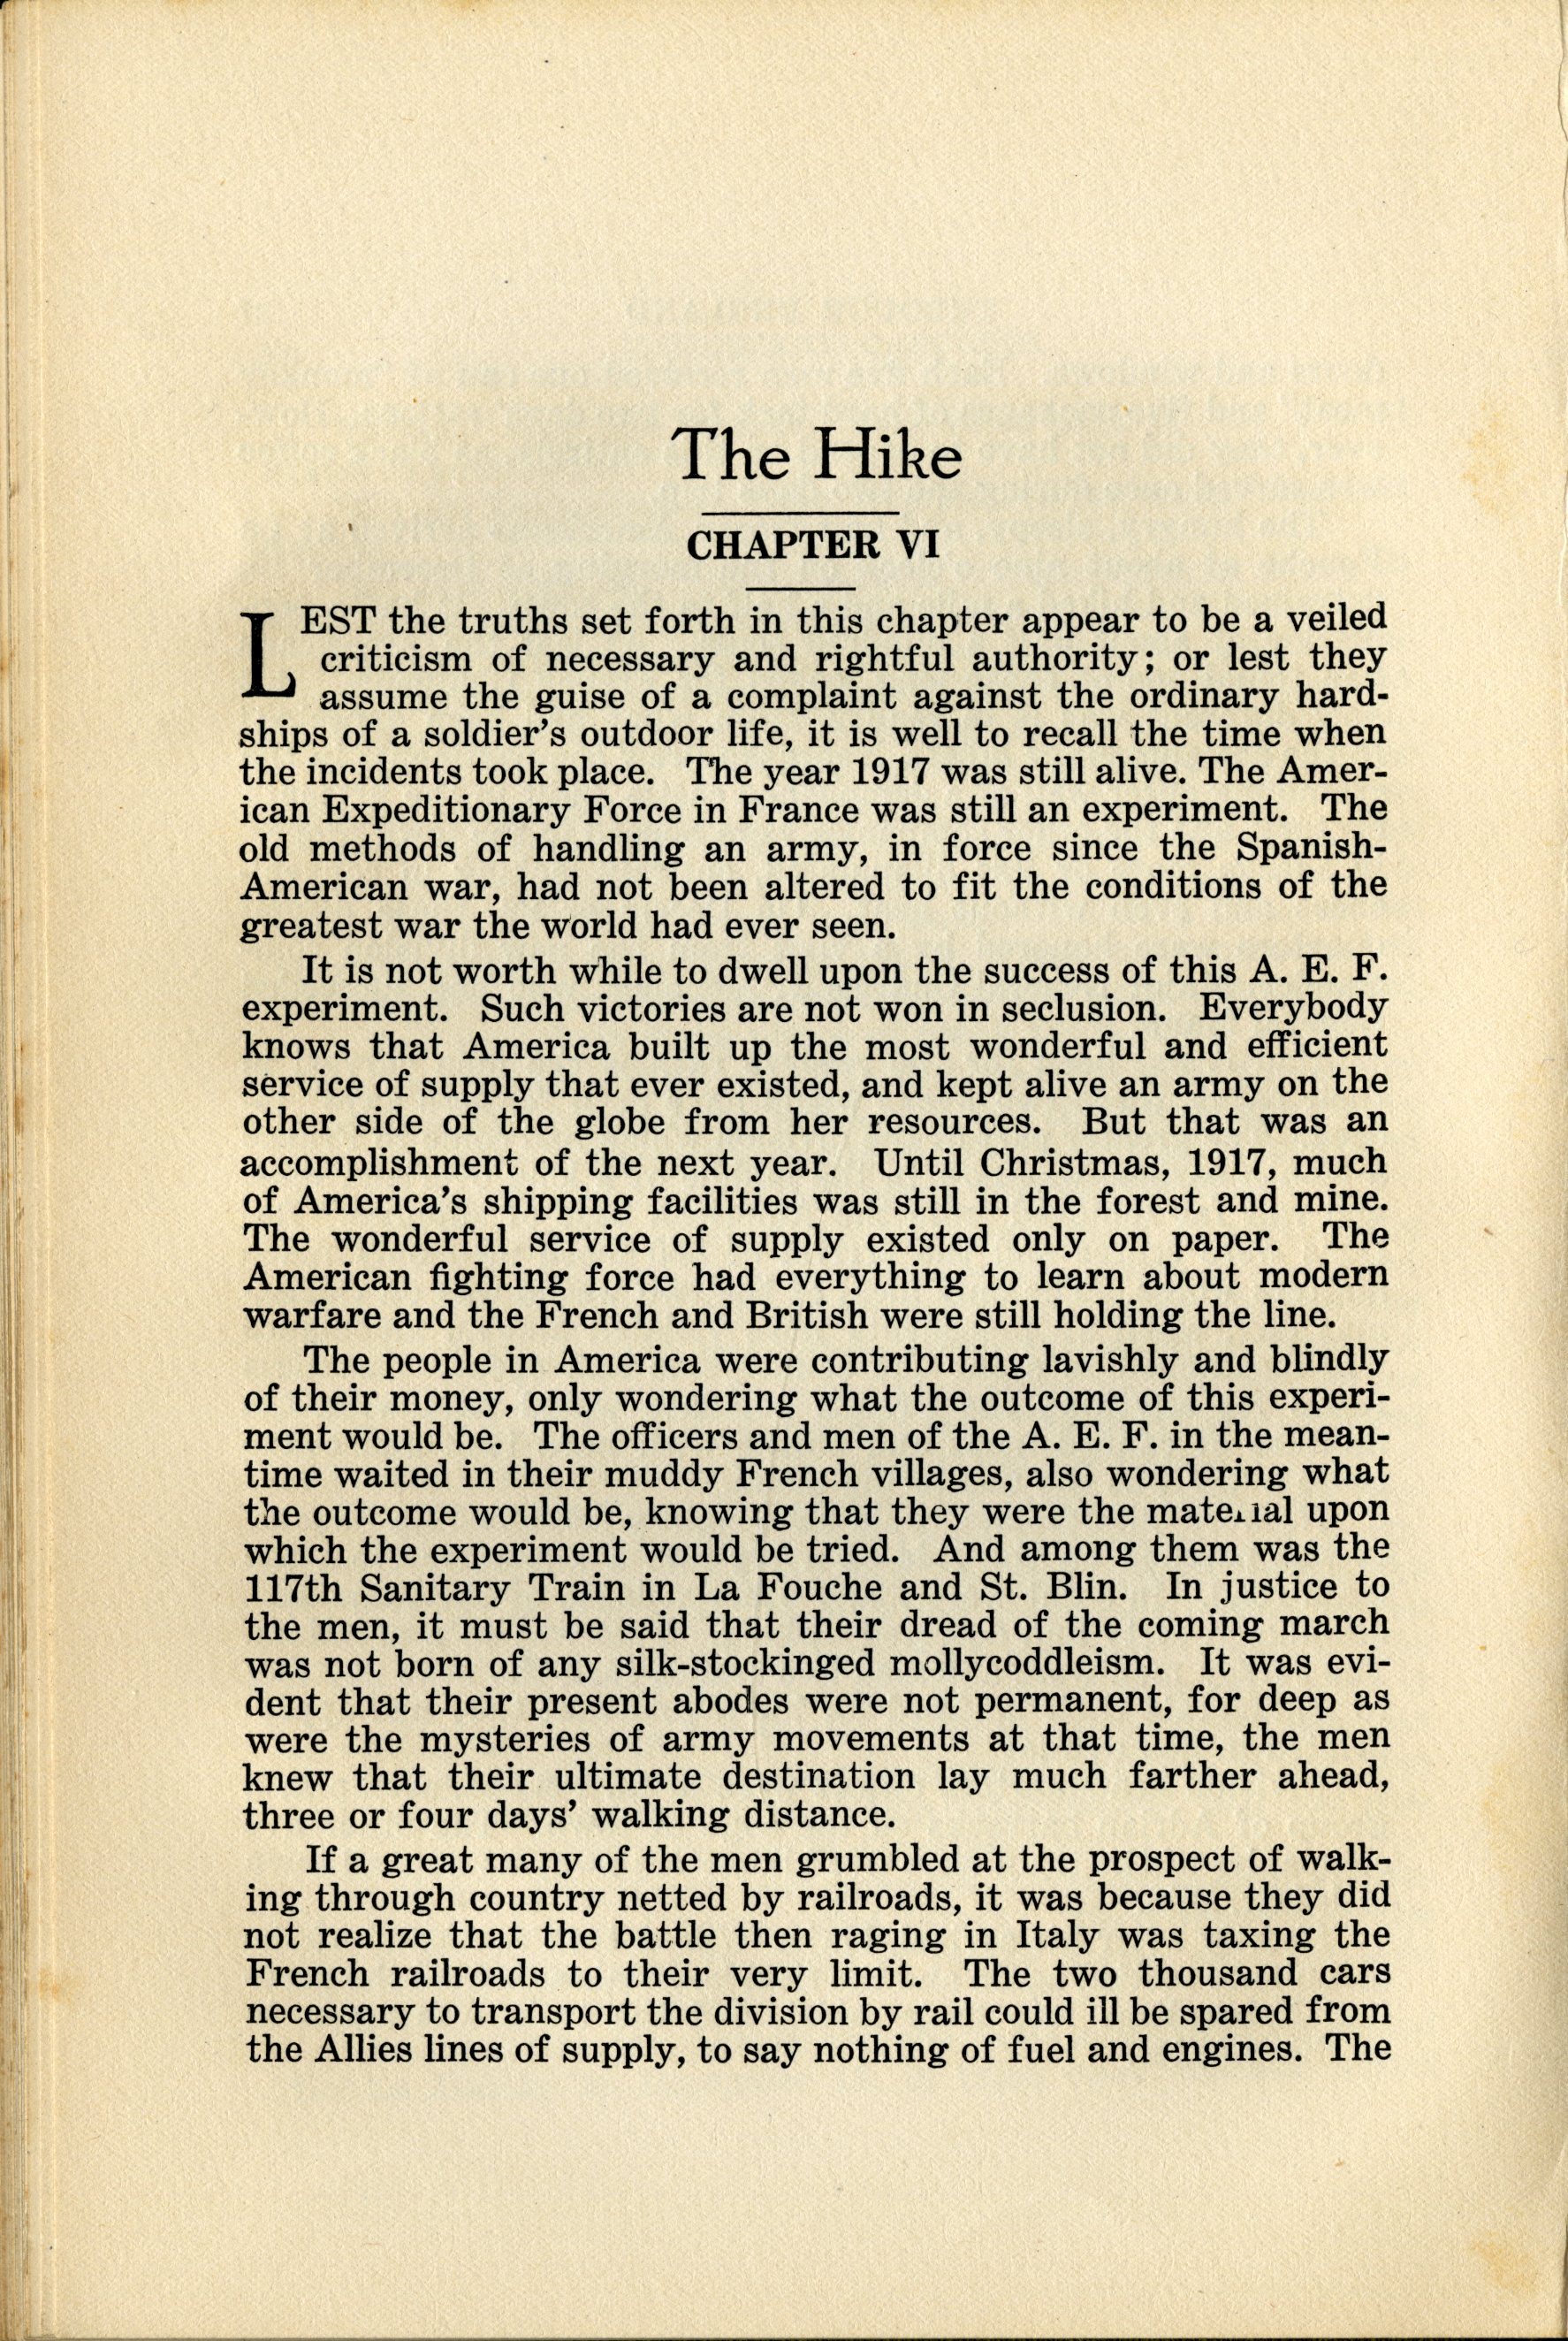 The Hike
CHAPTER VI
LEST the truths set forth in this chapter appear to be a veiled
criticism of necessary and rightful authority; or lest they
assume the guise of a complaint against the ordinary hard-
ships of a soldier's outdoor life, it is well to recall the time when
the incidents took place. The year 1917 was still alive. The Amer-
ican Expeditionary Force in France was still an experiment. The
old methods of handling an army, in force since the Spanish-
American war, had not been altered to fit the conditions of the
greatest war the world had ever seen.
It is not worth while to dwell upon the success of this A. E. F.
experiment. Such victories are not won in seclusion. Everybody
knows that America built up the most wonderful and efficient
service of supply that ever existed, and kept alive an army on the
other side of the globe from her resources. But that was an
accomplishment of the next year. Until Christmas, 1917, much
of America's shipping facilities was still in the forest and mine.
The wonderful service of supply existed only on paper. The
American fighting force had everything to learn about modern
warfare and the French and British were still holding the line.
The people in America were contributing lavishly and blindly
of their money, only wondering what the outcome of this experi-
ment would be. The officers and men of the A. E. F. in the mean-
time waited in their muddy French villages, also wondering what
the outcome would be, knowing that they were the material upon
which the experiment would be tried. And among them was the
117th Sanitary Train in La Fouche and St. Blin. In justice to
the men, it must be said that their dread of the coming march
was not born of any silk-stockinged mollycoddleism. It was evi-
dent that their present abodes were not permanent, for deep as
were the mysteries of army movements at that time, the men
knew that their ultimate destination lay much farther ahead,
three or four days' walking distance.
If a great many of the men grumbled at the prospect of walk-
ing through country netted by railroads, it was because they did
not realize that the battle then raging in Italy was taxing the
French railroads to their very limit. The two thousand cars
necessary to transport the division by rail could ill be spared from
the Allies lines of supply, to say nothing of fuel and engines. The